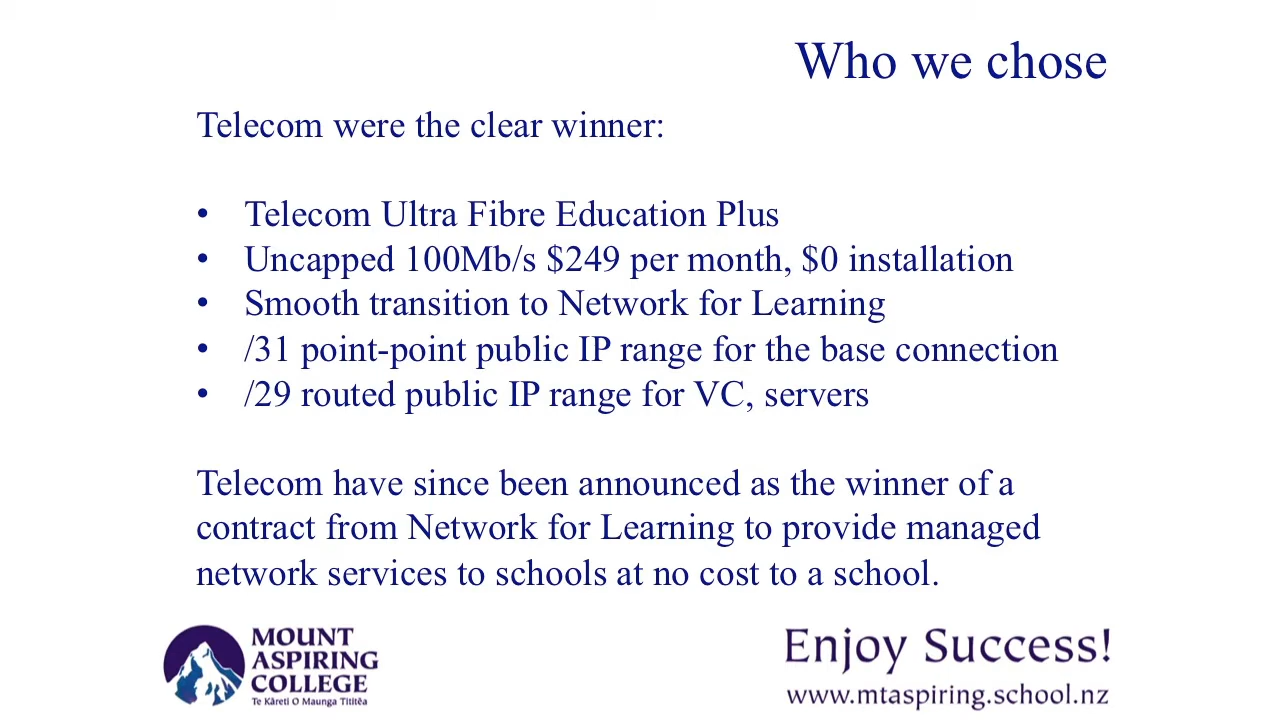 Who we chose
Telecom were the clear winner:
• Telecom Ultra Fibre Education Plus
• Uncapped 100Mb/s $249 per month, $0 installation
• Smooth transition to Network for Learning
• /31 point-point public IP range for the base connection
• /29 routed public IP range for VC, servers
Telecom have since been announced as the winner of a
contract from Network for Learning to provide managed
network services to schools at no cost to a school.
MOUNT
ASPIRING
COLLEGE
Te Kāreti O Maunga Tititēa
Enjoy Success!
www.mtaspiring.school.nz